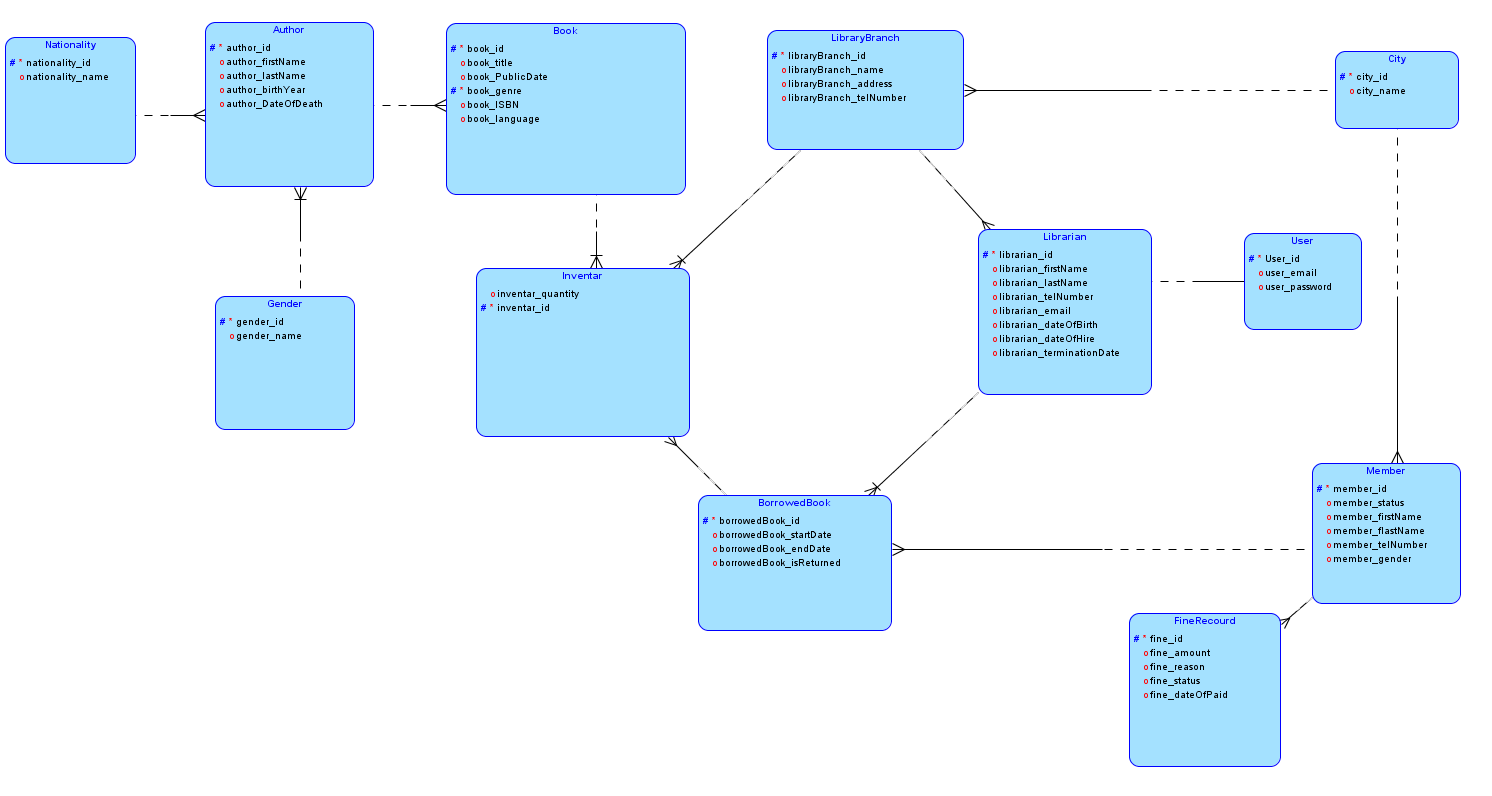 Nationality
# * nationality_id
o nationality_name
Author
# * author_id
o author_firstName
o author_lastName
o author_birthYear
o author_DateOfDeath
Book
# * book_id
o book_title
o book_PublicDate
# * book_genre
o book_ISBN
o book_language
LibraryBranch
# * libraryBranch_id
o libraryBranch_name
o libraryBranch_address
o libraryBranch_telNumber
City
# * city_id
o city_name
Gender
# * gender_id
o gender_name
Inventar
o inventar_quantity
# * inventar_id
Librarian
# * librarian_id
o librarian_firstName
o librarian_lastName
o librarian_telNumber
o librarian_email
o librarian_dateOfBirth
o librarian_dateOfHire
o librarian_terminationDate
User
# * User_id
o user_email
o user_password
BorrowedBook
# * borrowedBook_id
o borrowedBook_startDate
o borrowedBook_endDate
o borrowedBook_isReturned
Member
# * member_id
o member_status
o member_firstName
o member_flastName
o member_telNumber
o member_gender
FineRecourd
# * fine_id
o fine_amount
o fine_reason
o fine_status
o fine_dateOfPaid